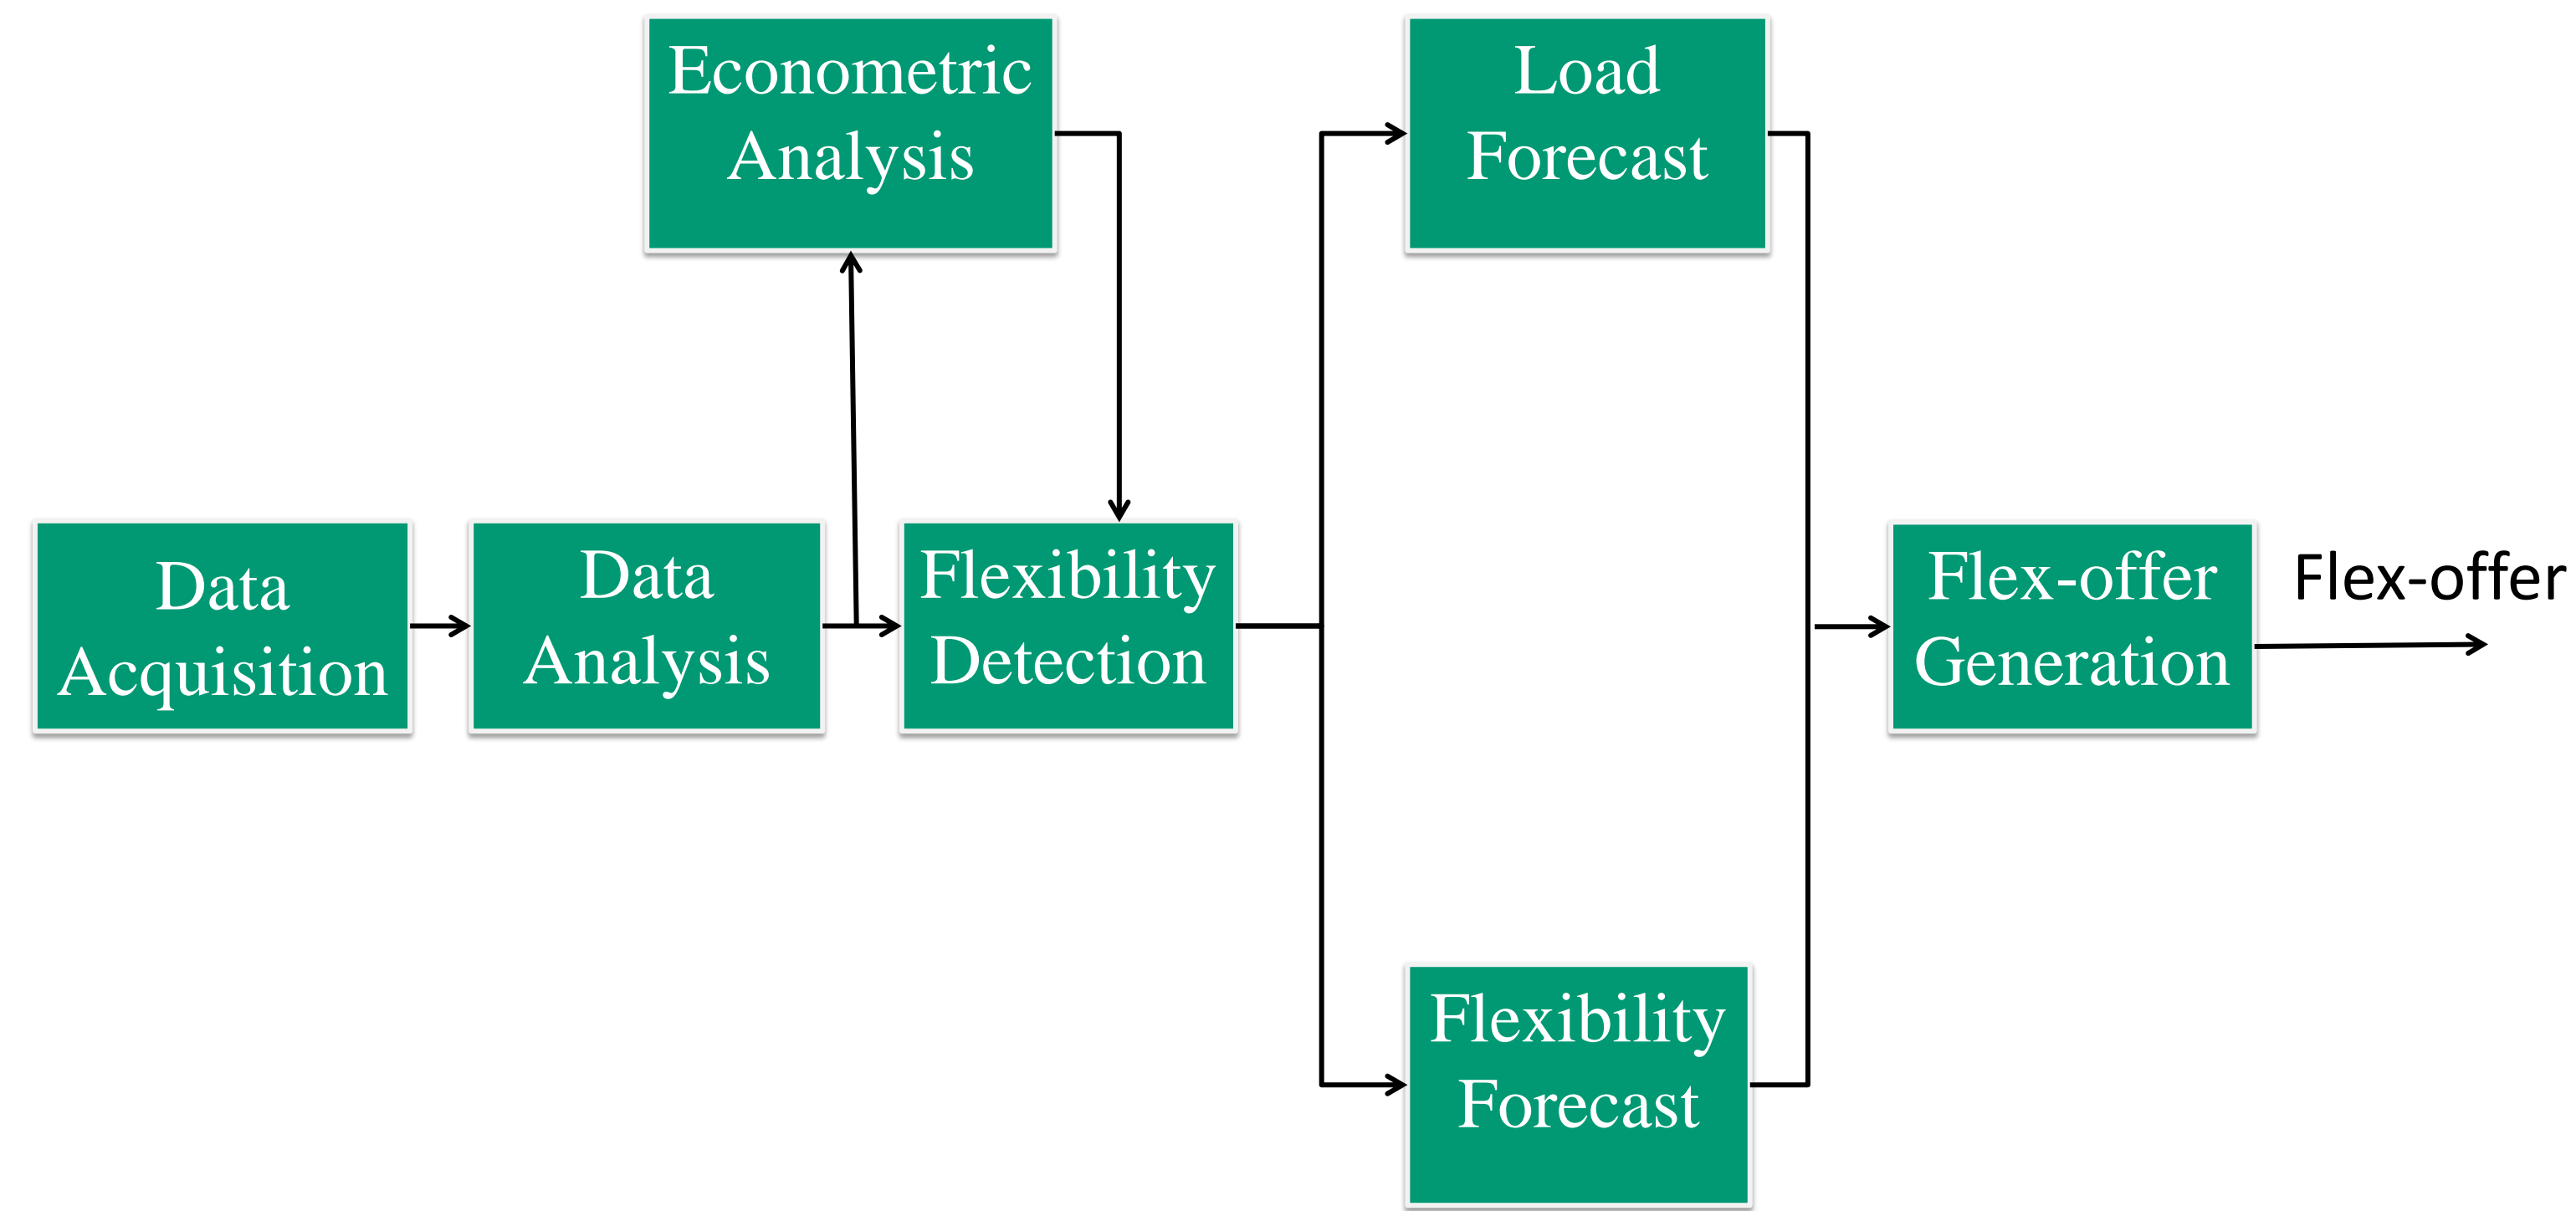 Econometric
Analysis
Load
Forecast
Data
Acquisition
Data
Analysis
Flexibility
Detection
Flex-offer
Generation
Flex-offer
Flexibility
Forecast